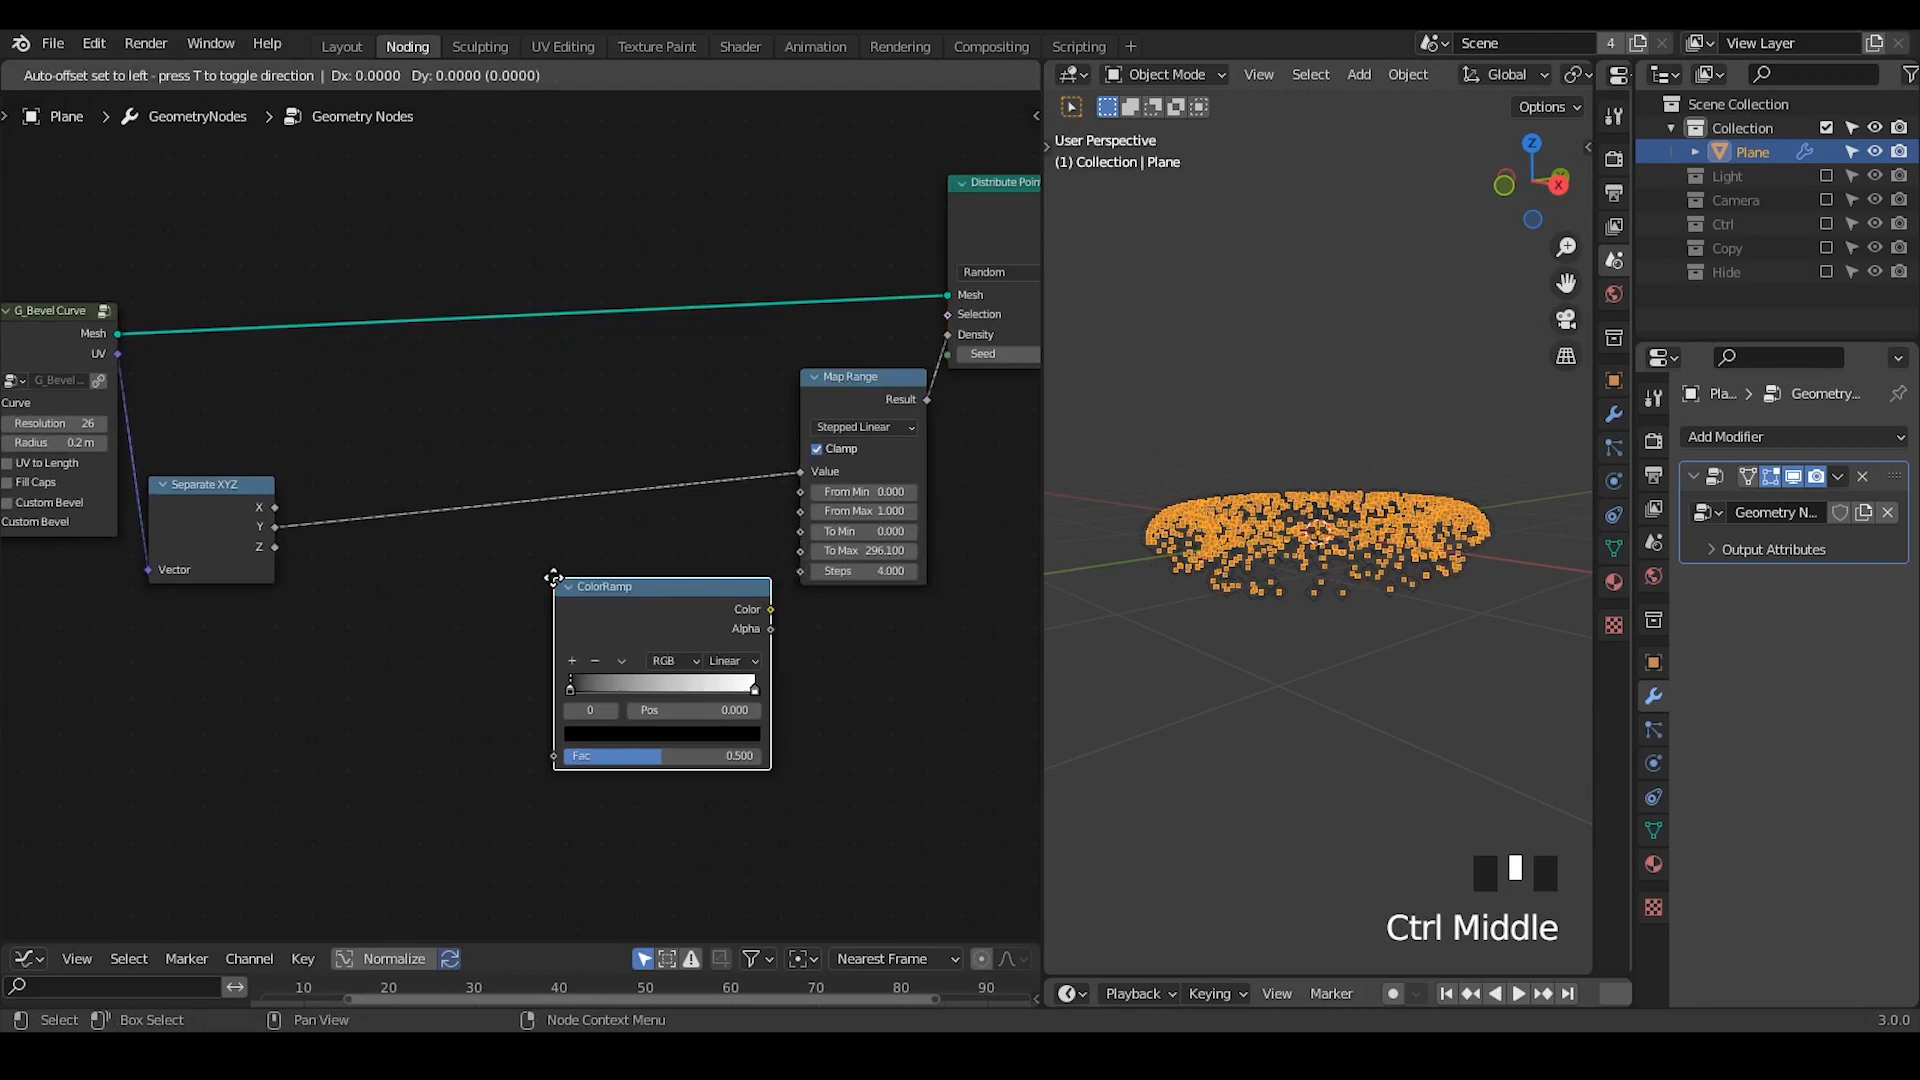 File Edit Render Window Help Layout Noding Sculpting UV Editing Texture Paint Shader Animation Rendering Compositing Scripting + Scene 4 View Layer
Auto-offset set to left - press T to toggle direction | Dx: 0.0000 Dy: 0.0000 (0.0000)
Object Mode View Select Add Object Global
Plane > GeometryNodes > Geometry Nodes
Options
User Perspective
(1) Collection | Plane
Z
X
Scene Collection
Collection
Plane
Light
Camera
Ctrl
Copy
Hide
Distribute Poin
Random
Mesh
Selection
Density
Seed
G_Bevel Curve
Mesh
UV
G_Bevel ...
Curve
Resolution 26
Radius 0.2 m
UV to Length
Fill Caps
Custom Bevel
Custom Bevel
Separate XYZ
X
Y
Z
Vector
Map Range
Result
Stepped Linear
Clamp
Value
From Min 0.000
From Max 1.000
To Min 0.000
To Max 296.100
Steps 4.000
ColorRamp
Color
Alpha
+ − RGB Linear
0 Pos 0.000
Fac 0.500
Pla... > Geometry...
Add Modifier
Geometry N...
Output Attributes
Ctrl Middle
View Select Marker Channel Key Normalize Nearest Frame
10 20 30 40 50 60 70 80 90
Playback Keying View Marker
Select Box Select Pan View Node Context Menu 3.0.0